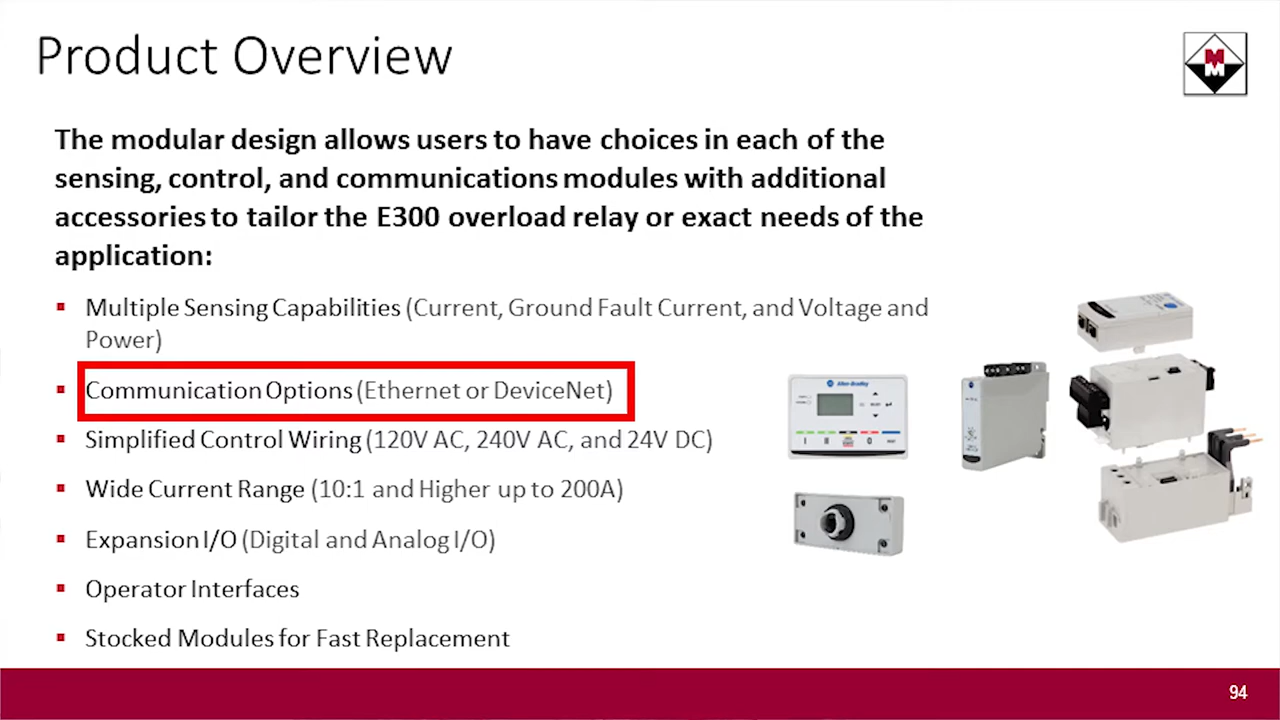 Product Overview
M
M
The modular design allows users to have choices in each of the
sensing, control, and communications modules with additional
accessories to tailor the E300 overload relay or exact needs of the
application:
Multiple Sensing Capabilities (Current, Ground Fault Current, and Voltage and
Power)
Communication Options (Ethernet or DeviceNet)
Simplified Control Wiring (120V AC, 240V AC, and 24V DC)
Wide Current Range (10:1 and Higher up to 200A)
Expansion I/O (Digital and Analog I/O)
Operator Interfaces
Stocked Modules for Fast Replacement
Allen-Bradley
I II 0
94